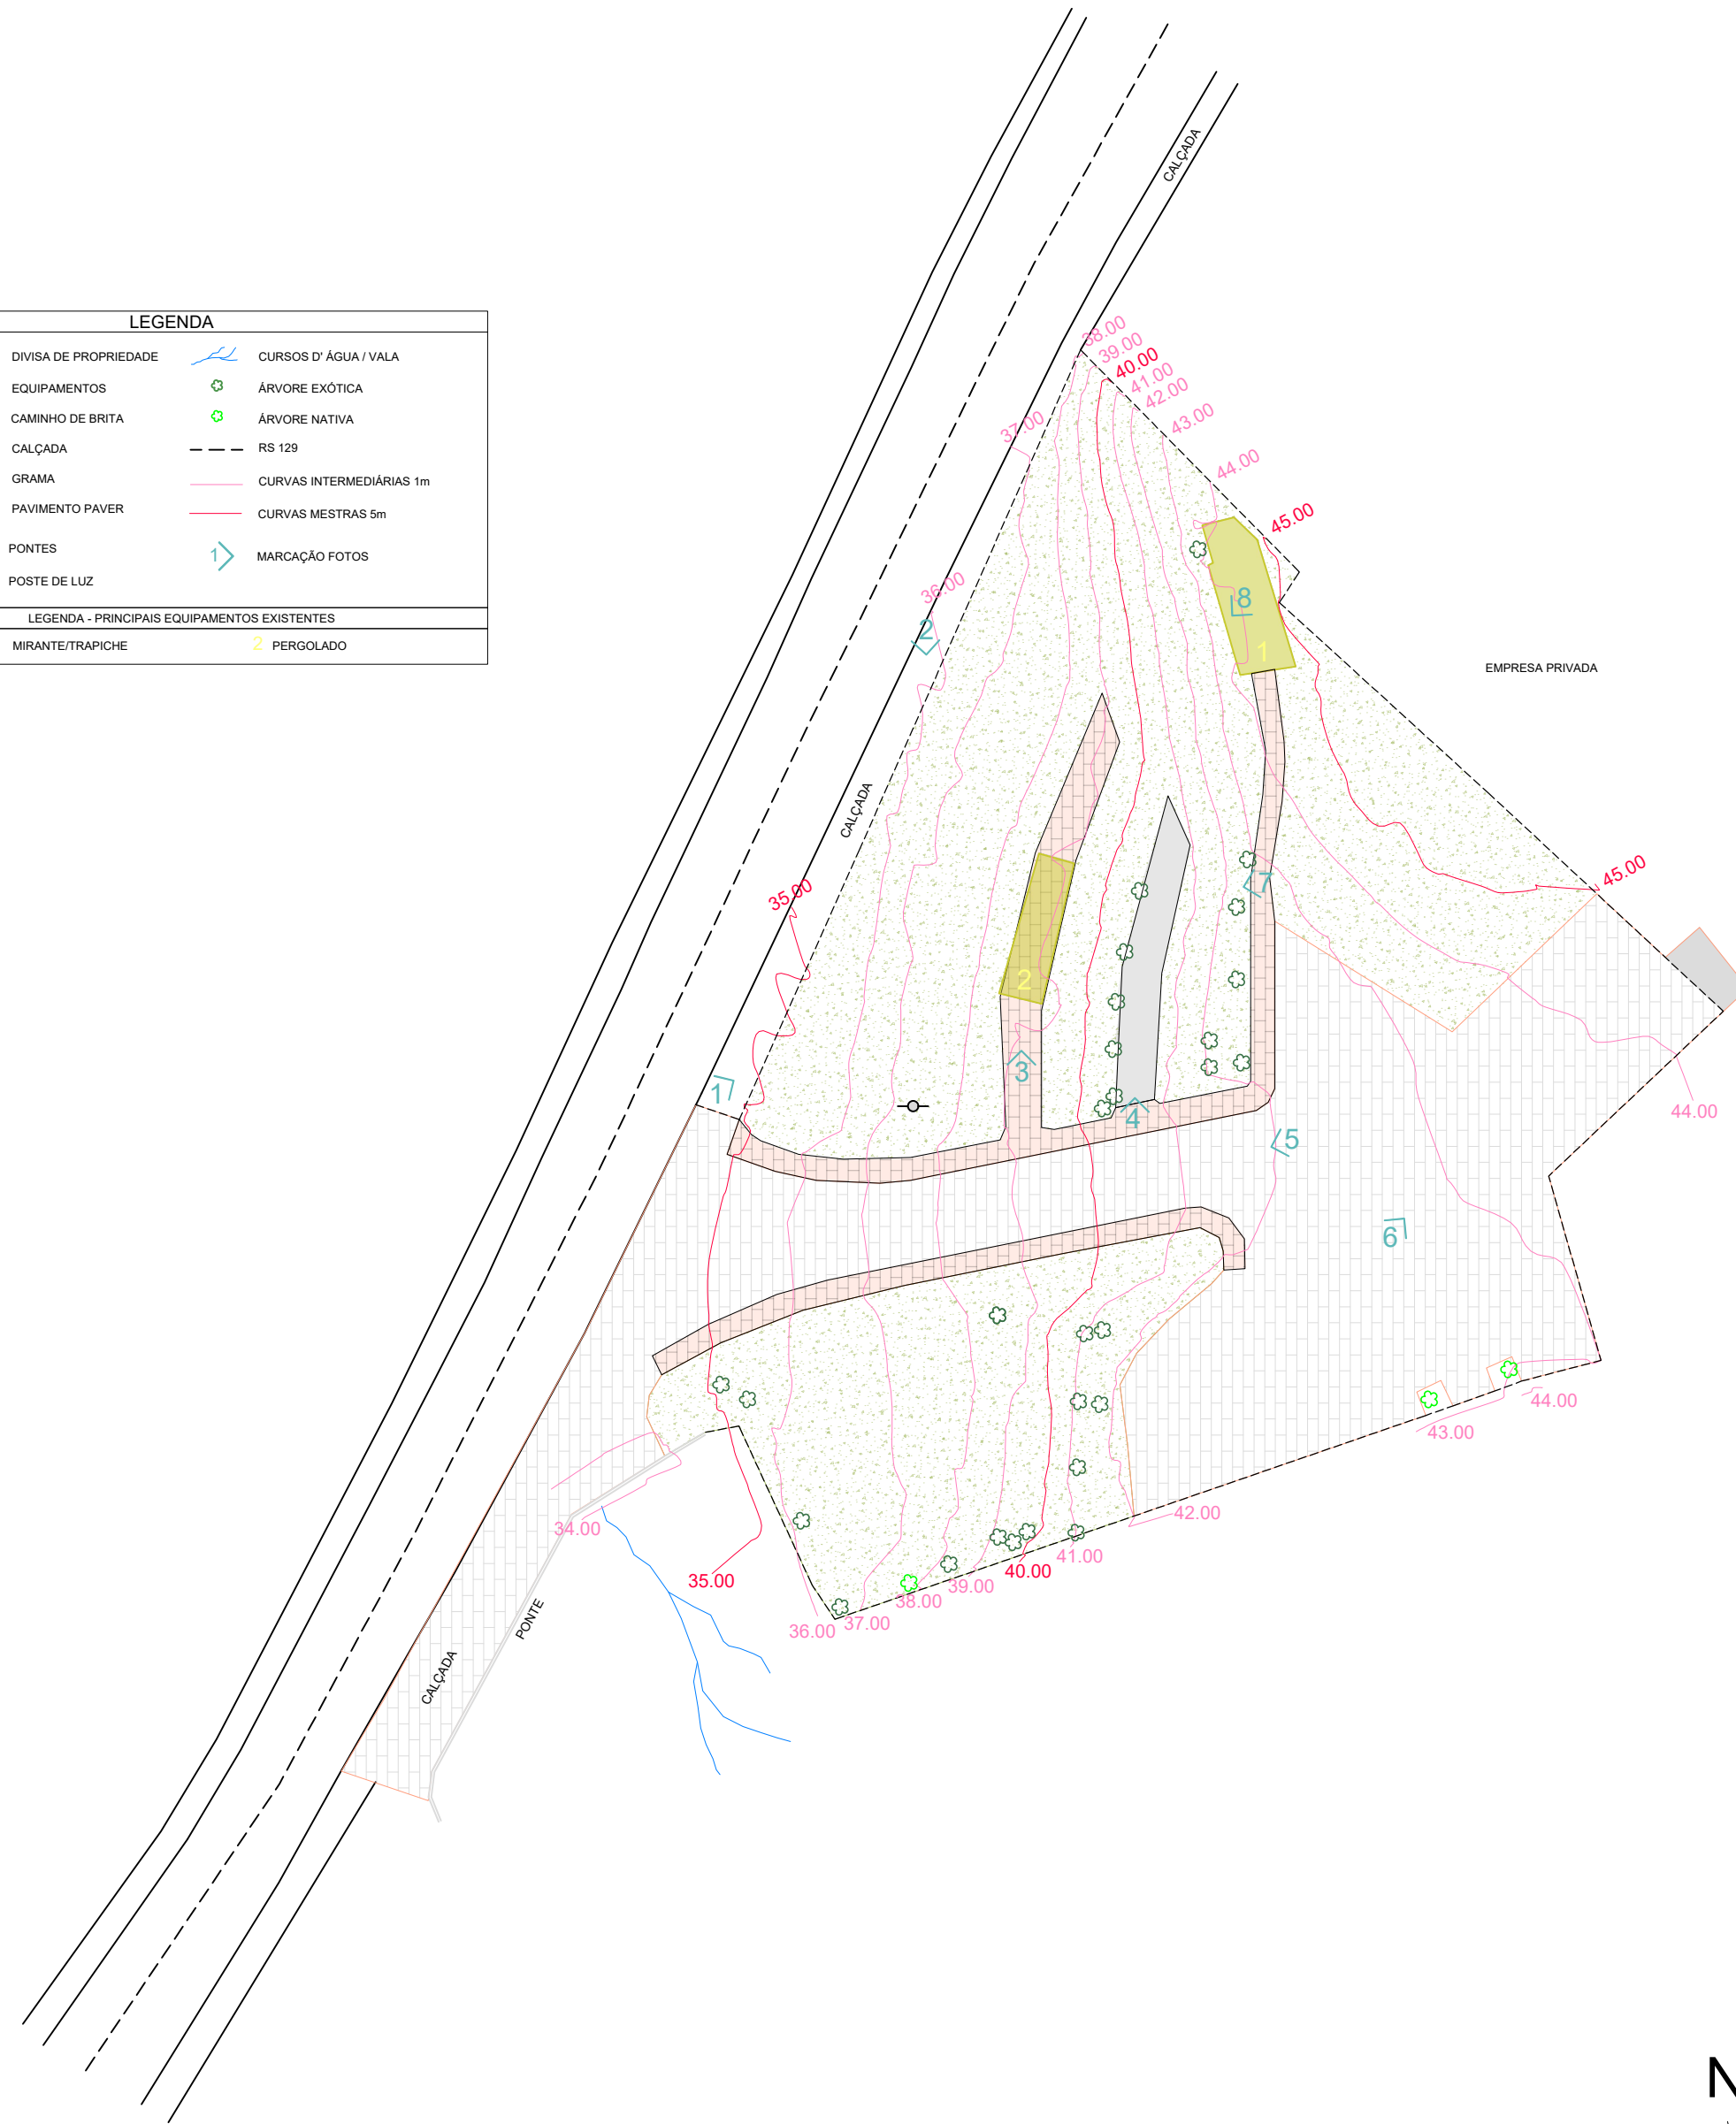 LEGENDA
DIVISA DE PROPRIEDADE
CURSOS D' ÁGUA / VALA
EQUIPAMENTOS
ÁRVORE EXÓTICA
CAMINHO DE BRITA
ÁRVORE NATIVA
CALÇADA
RS 129
GRAMA
CURVAS INTERMEDIÁRIAS 1m
PAVIMENTO PAVER
CURVAS MESTRAS 5m
PONTES
1
MARCAÇÃO FOTOS
POSTE DE LUZ
LEGENDA - PRINCIPAIS EQUIPAMENTOS EXISTENTES
MIRANTE/TRAPICHE
2 PERGOLADO
CALÇADA
38.00
39.00
40.00
41.00
42.00
43.00
37.00
44.00
45.00
36.00
8
2
1
EMPRESA PRIVADA
CALÇADA
35.00
45.00
7
2
3
1
4
44.00
5
6
44.00
43.00
42.00
34.00
41.00
40.00
35.00
39.00
38.00
37.00
36.00
PONTE
CALÇADA
N